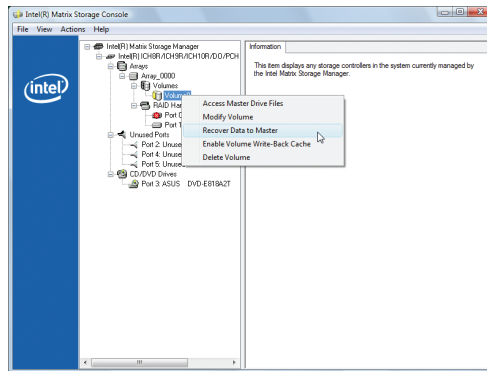 Intel(R) Matrix Storage Console
File View Actions Help
Intel(R) Matrix Storage Manager
Intel(R) ICH8R/ICH9R/ICH10R/DO/PCH
Arrays
Array_0000
Volumes
RAID Har
Port
Port
Unused Ports
Port 2: Unuse
Port 4: Unuse
Port 5: Unuse
CD/DVD Drives
Port 3: ASUS DVD-E818A2T
Access Master Drive Files
Modify Volume
Recover Data to Master
Enable Volume Write-Back Cache
Delete Volume
Information
This item displays any storage controllers in the system currently managed by
the Intel Matrix Storage Manager.
intel